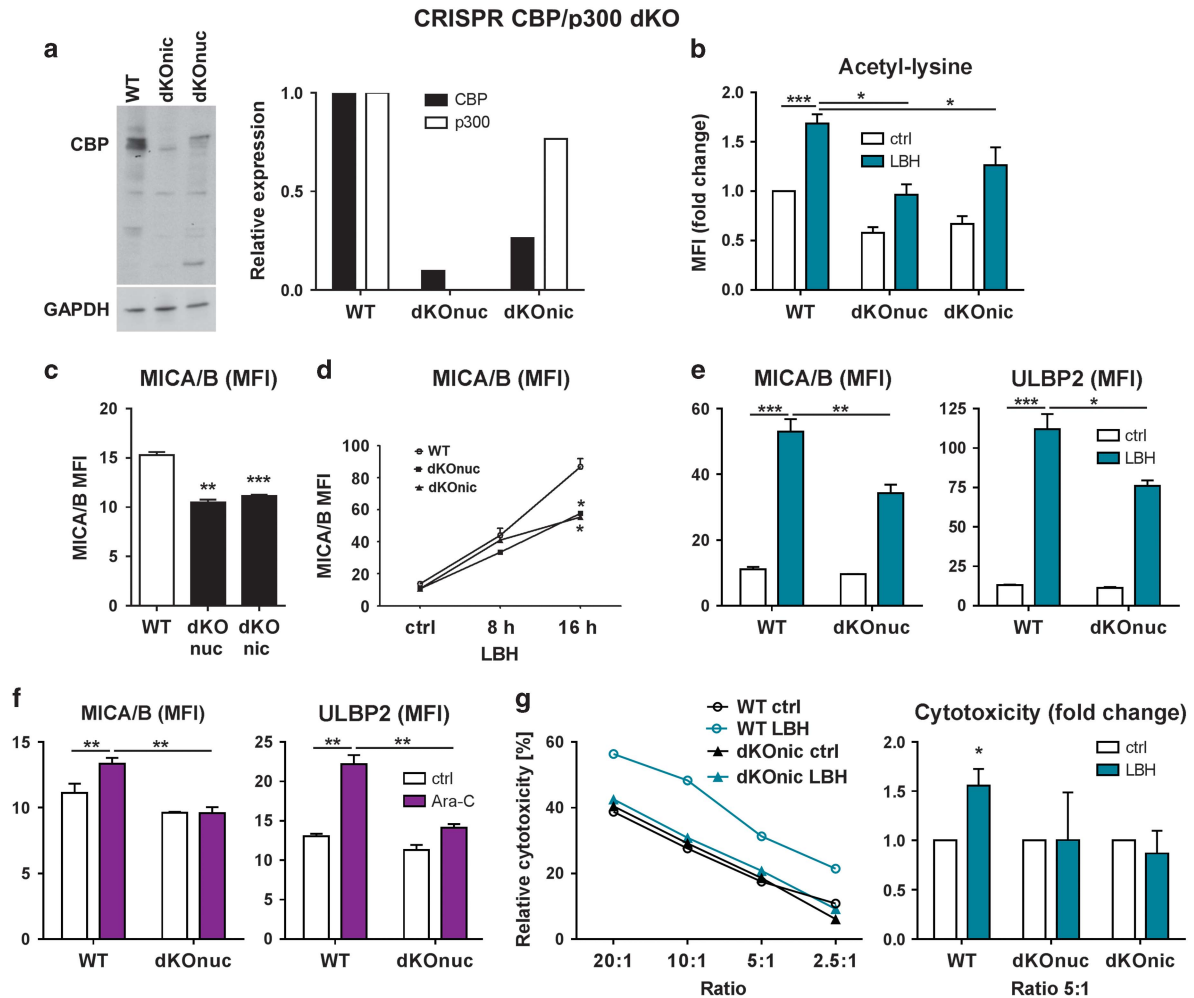 CRISPR CBP/p300 dKO
a
WT
dKOnic
dKOnuc
CBP
GAPDH
Relative expression
1.0
0.5
0.0
CBP
p300
WT
dKOnuc
dKOnic
b
Acetyl-lysine
MFI (fold change)
2.0
1.5
1.0
0.5
0.0
***
*
*
ctrl
LBH
WT
dKOnuc
dKOnic
c
MICA/B (MFI)
MICA/B MFI
20
15
10
5
0
**
***
WT
dKO
nuc
dKO
nic
d
MICA/B (MFI)
MICA/B MFI
100
80
60
40
20
0
WT
dKOnuc
dKOnic
*
*
ctrl
8 h
16 h
LBH
e
MICA/B (MFI)
60
40
20
0
***
**
WT
dKOnuc
ULBP2 (MFI)
125
100
75
50
25
0
***
*
ctrl
LBH
WT
dKOnuc
f
MICA/B (MFI)
15
10
5
0
**
**
WT
dKOnuc
ULBP2 (MFI)
25
20
15
10
5
0
**
**
ctrl
Ara-C
WT
dKOnuc
g
Relative cytotoxicity [%]
60
40
20
0
WT ctrl
WT LBH
dKOnic ctrl
dKOnic LBH
20:1
10:1
5:1
2.5:1
Ratio
Cytotoxicity (fold change)
2.0
1.5
1.0
0.5
0.0
*
ctrl
LBH
WT
dKOnuc
dKOnic
Ratio 5:1